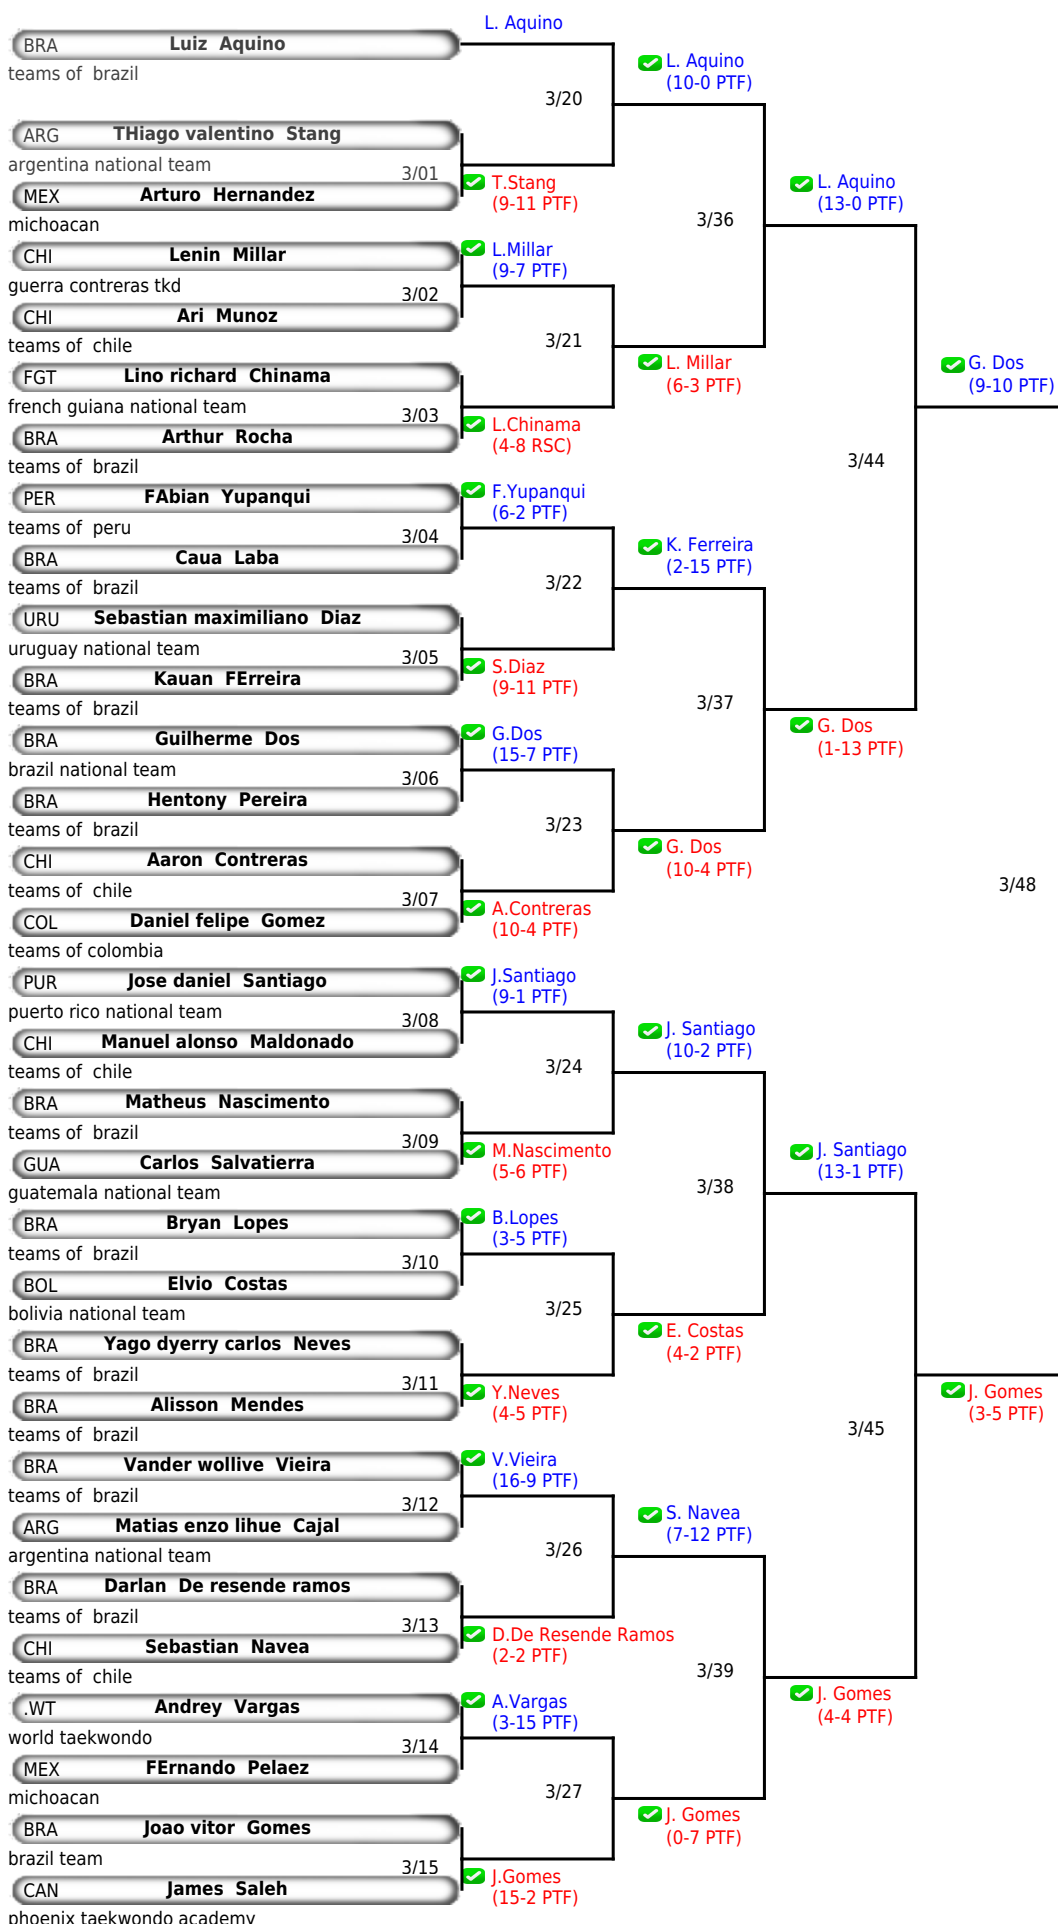 L. Aquino
BRA Luiz Aquino
teams of brazil
L. Aquino
(10-0 PTF)
3/20
ARG THiago valentino Stang
argentina national team
3/01
MEX Arturo Hernandez
michoacan
T.Stang
(9-11 PTF)
L. Aquino
(13-0 PTF)
3/36
CHI Lenin Millar
guerra contreras tkd
3/02
CHI Ari Munoz
teams of chile
L.Millar
(9-7 PTF)
3/21
FGT Lino richard Chinama
french guiana national team
3/03
BRA Arthur Rocha
teams of brazil
L.Chinama
(4-8 RSC)
L. Millar
(6-3 PTF)
G. Dos
(9-10 PTF)
3/44
PER FAbian Yupanqui
teams of peru
3/04
BRA Caua Laba
teams of brazil
F.Yupanqui
(6-2 PTF)
K. Ferreira
(2-15 PTF)
3/22
URU Sebastian maximiliano Diaz
uruguay national team
3/05
BRA Kauan FErreira
teams of brazil
S.Diaz
(9-11 PTF)
3/37
BRA Guilherme Dos
brazil national team
3/06
BRA Hentony Pereira
teams of brazil
G.Dos
(15-7 PTF)
G. Dos
(1-13 PTF)
3/23
CHI Aaron Contreras
teams of chile
3/07
COL Daniel felipe Gomez
teams of colombia
A.Contreras
(10-4 PTF)
G. Dos
(10-4 PTF)
3/48
PUR Jose daniel Santiago
puerto rico national team
3/08
CHI Manuel alonso Maldonado
teams of chile
J.Santiago
(9-1 PTF)
J. Santiago
(10-2 PTF)
3/24
BRA Matheus Nascimento
teams of brazil
3/09
GUA Carlos Salvatierra
guatemala national team
M.Nascimento
(5-6 PTF)
J. Santiago
(13-1 PTF)
3/38
BRA Bryan Lopes
teams of brazil
3/10
BOL Elvio Costas
bolivia national team
B.Lopes
(3-5 PTF)
3/25
BRA Yago dyerry carlos Neves
teams of brazil
3/11
BRA Alisson Mendes
teams of brazil
Y.Neves
(4-5 PTF)
E. Costas
(4-2 PTF)
J. Gomes
(3-5 PTF)
3/45
BRA Vander wollive Vieira
teams of brazil
3/12
ARG Matias enzo lihue Cajal
argentina national team
V.Vieira
(16-9 PTF)
S. Navea
(7-12 PTF)
3/26
BRA Darlan De resende ramos
teams of brazil
3/13
CHI Sebastian Navea
teams of chile
D.De Resende Ramos
(2-2 PTF)
3/39
.WT Andrey Vargas
world taekwondo
3/14
MEX FErnando Pelaez
michoacan
A.Vargas
(3-15 PTF)
J. Gomes
(4-4 PTF)
3/27
BRA Joao vitor Gomes
brazil team
3/15
CAN James Saleh
phoenix taekwondo academy
J.Gomes
(15-2 PTF)
J. Gomes
(0-7 PTF)